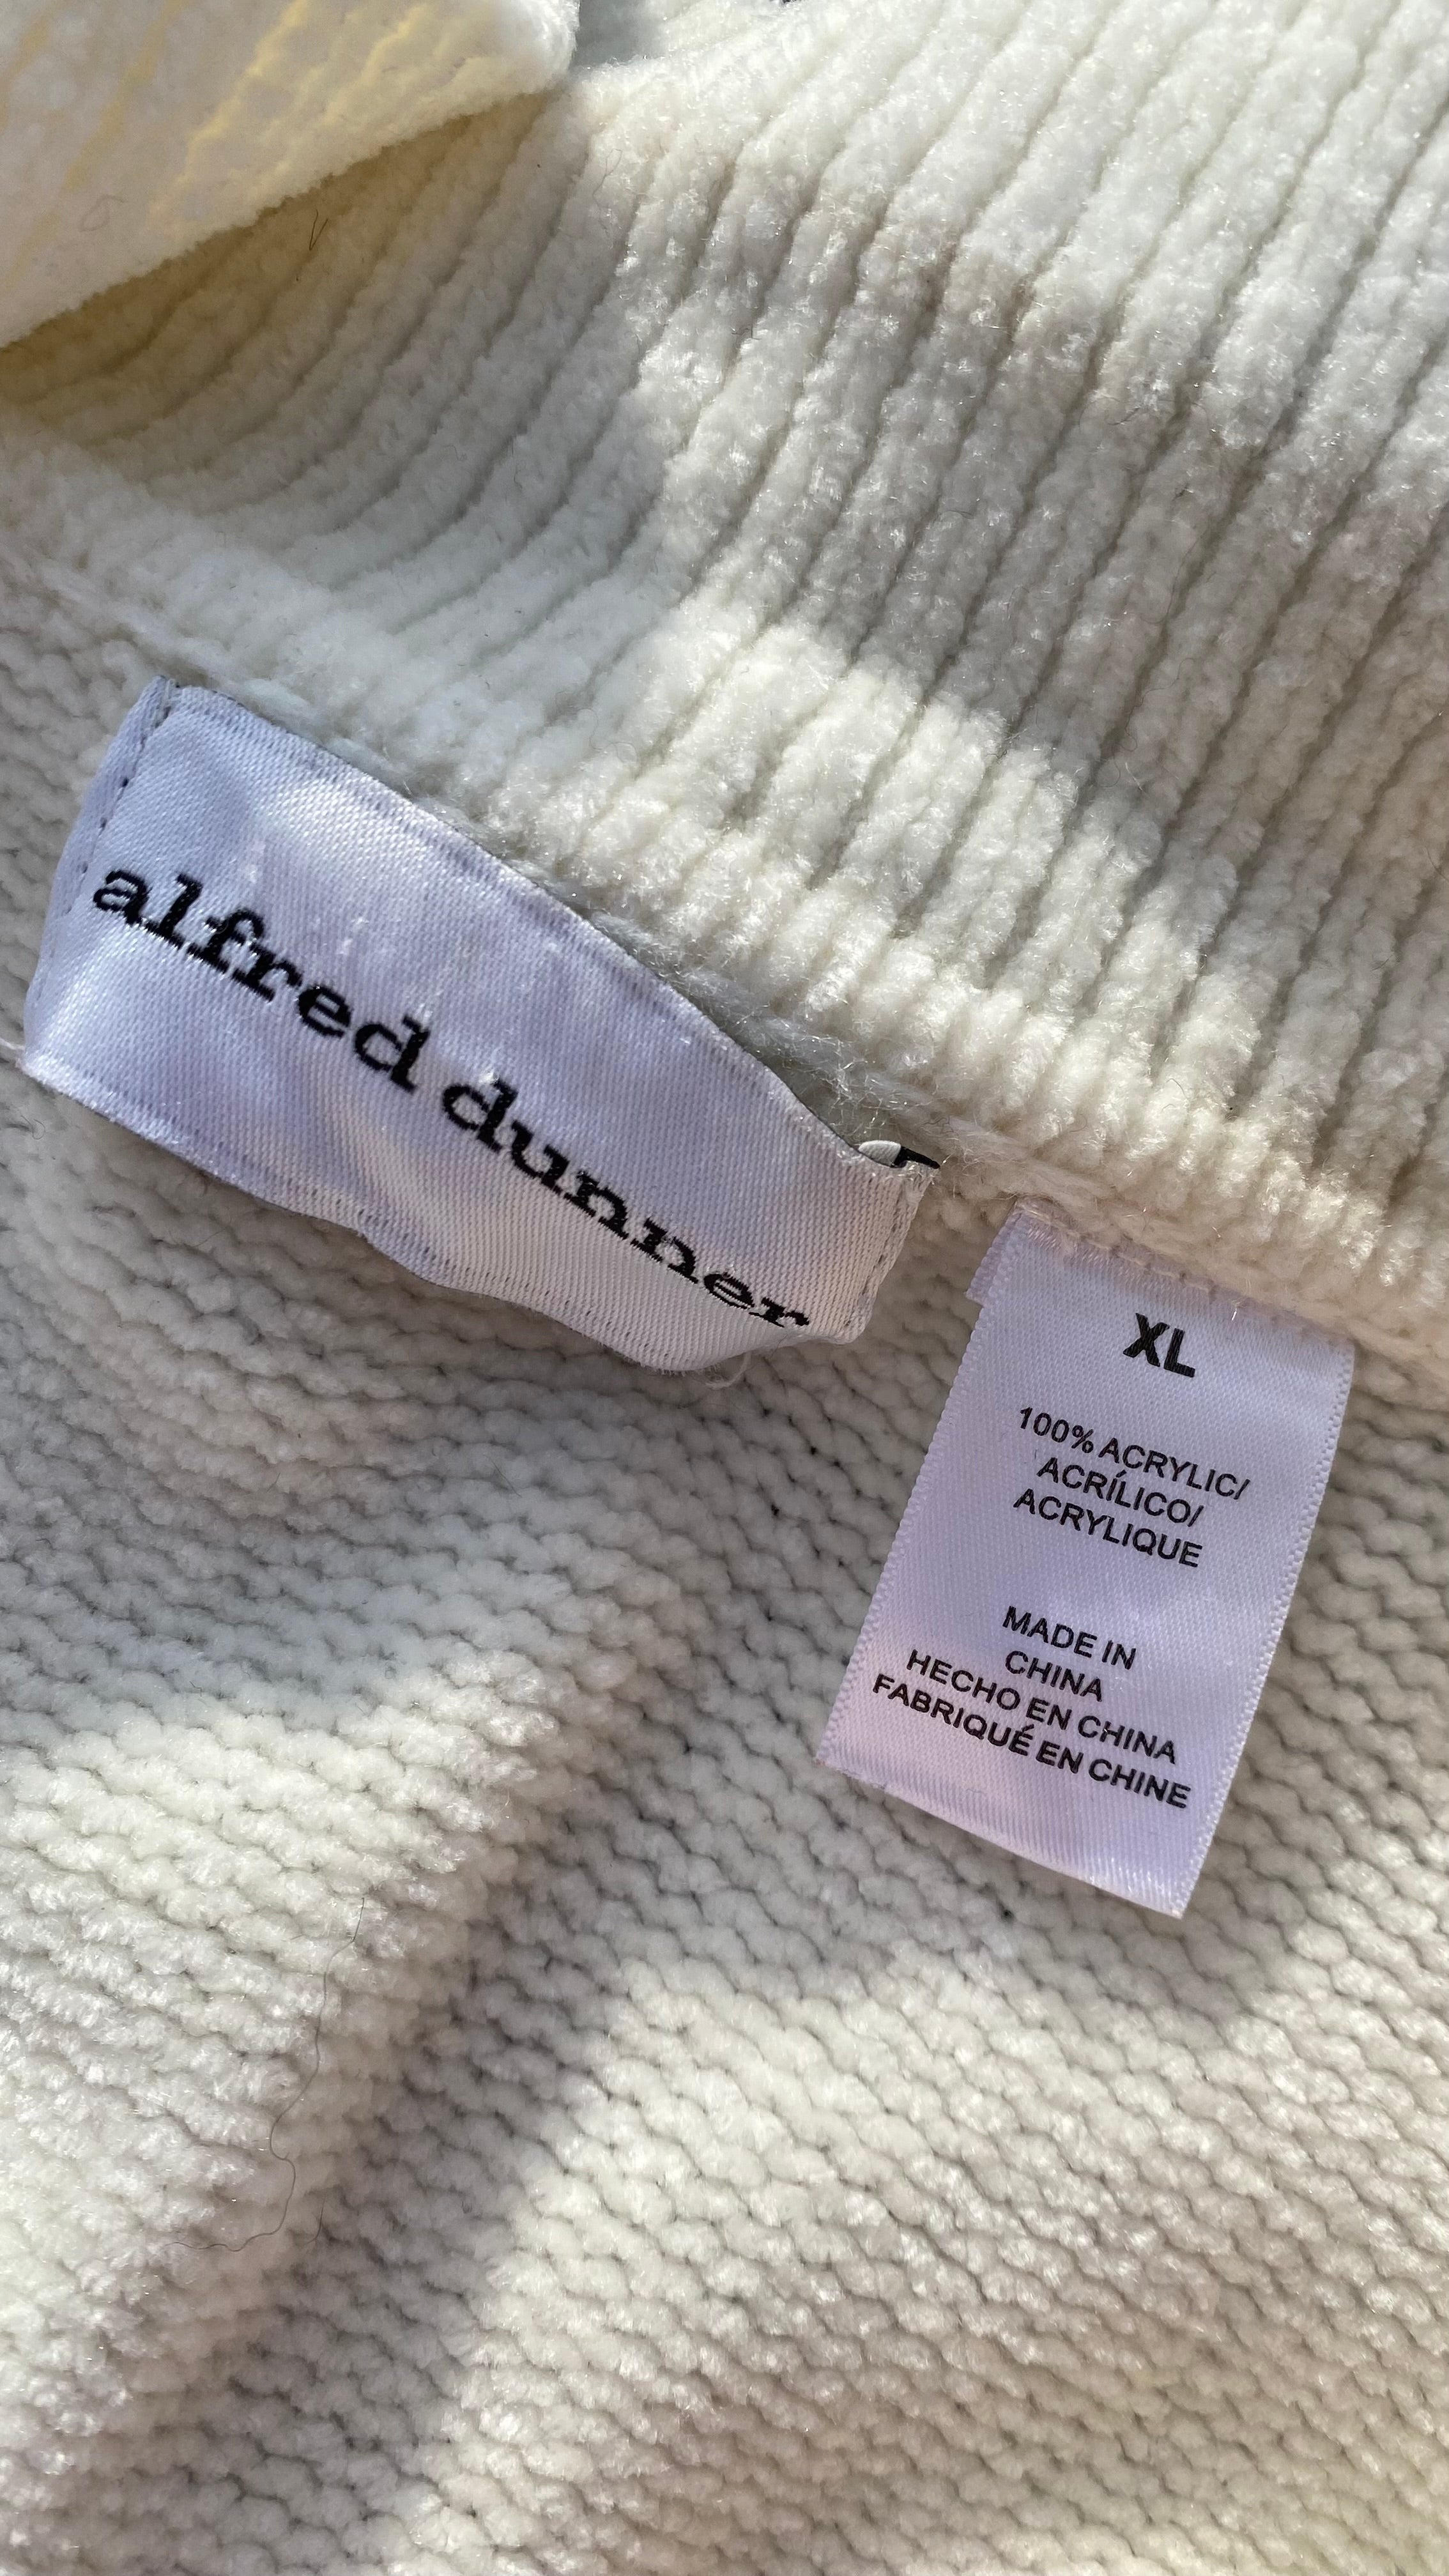 alfred dunner
XL
100% ACRYLIC/
ACRÍLICO/
ACRYLIQUE
MADE IN
CHINA
HECHO EN CHINA
FABRIQUÉ EN CHINE